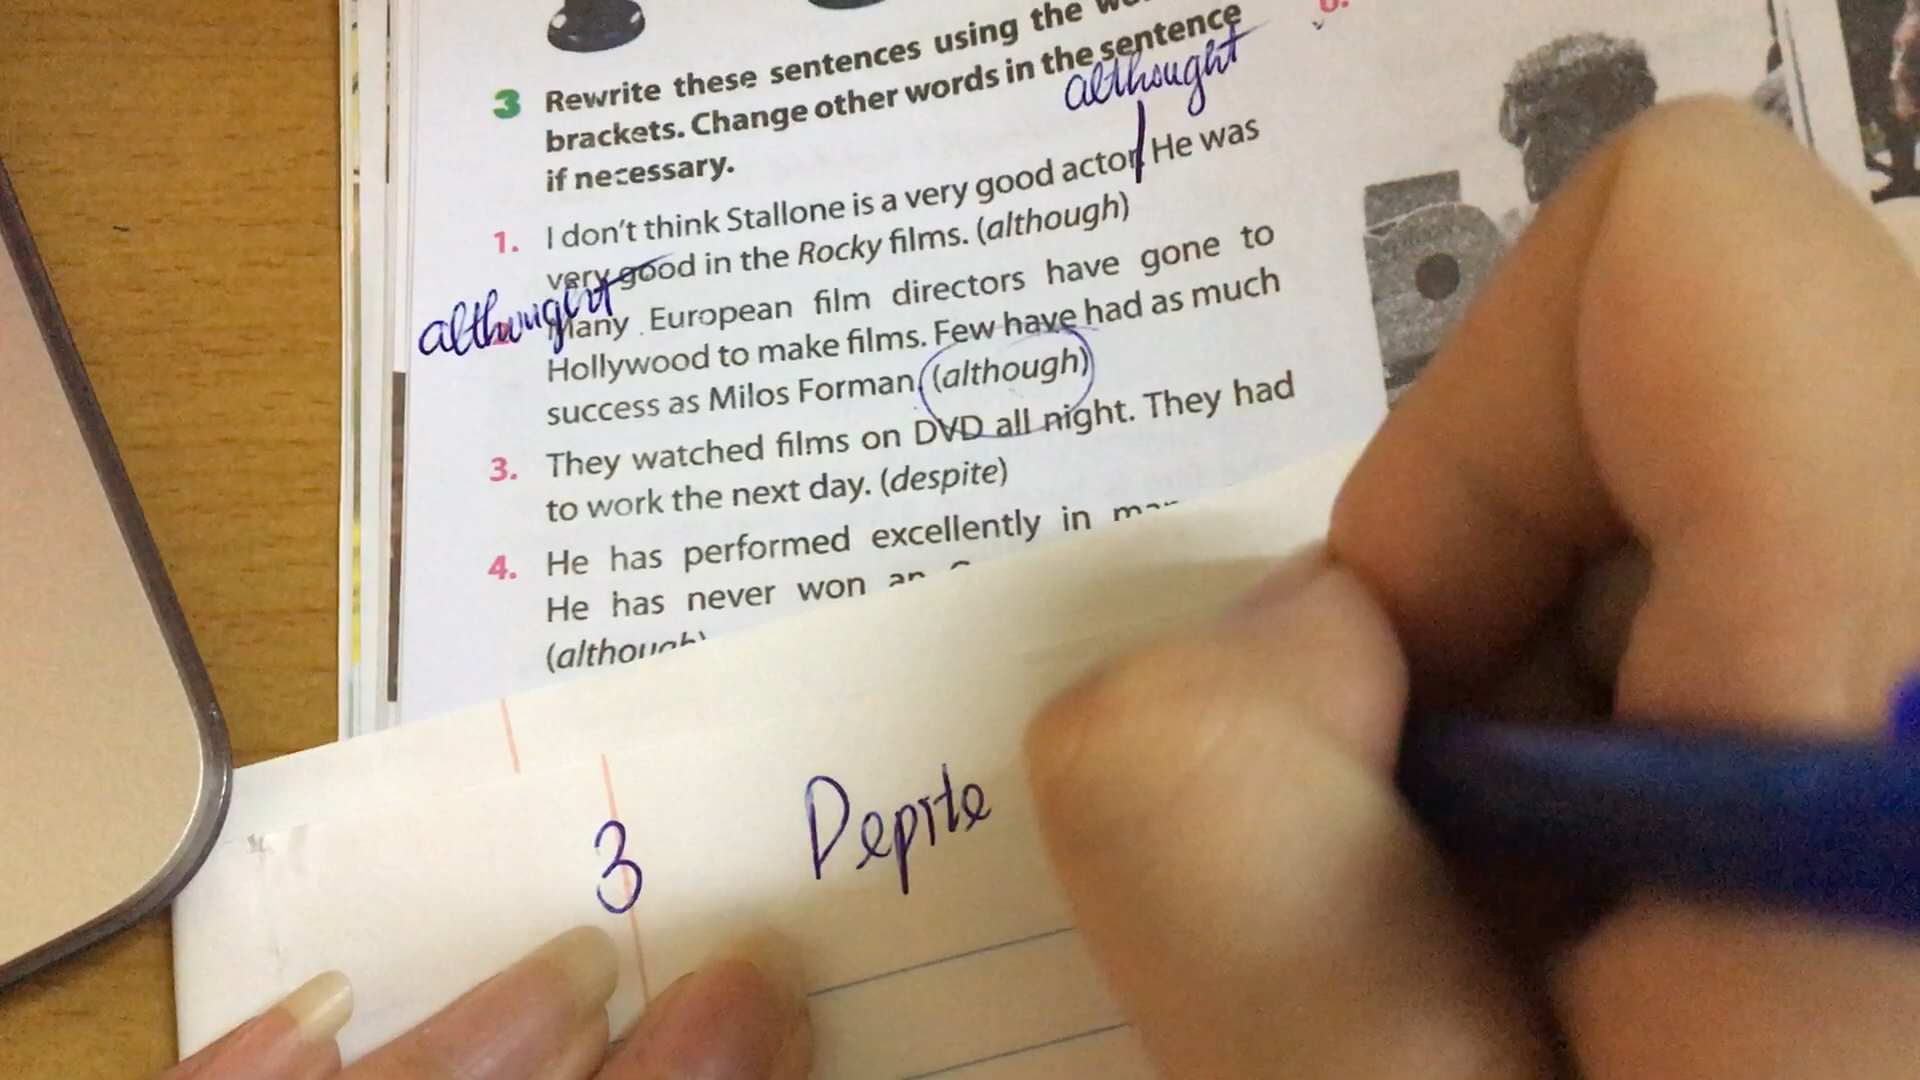 3 Rewrite these sentences using the
brackets. Change other words in the sentence
if necessary.
althought
1. I don't think Stallone is a very good actor. He was
very good in the Rocky films. (although)
althought
Many European film directors have gone to
Hollywood to make films. Few have had as much
success as Milos Forman. (although)
3. They watched films on DVD all night. They had
to work the next day. (despite)
4. He has performed excellently in
He has never won an
(although)
3 Depite